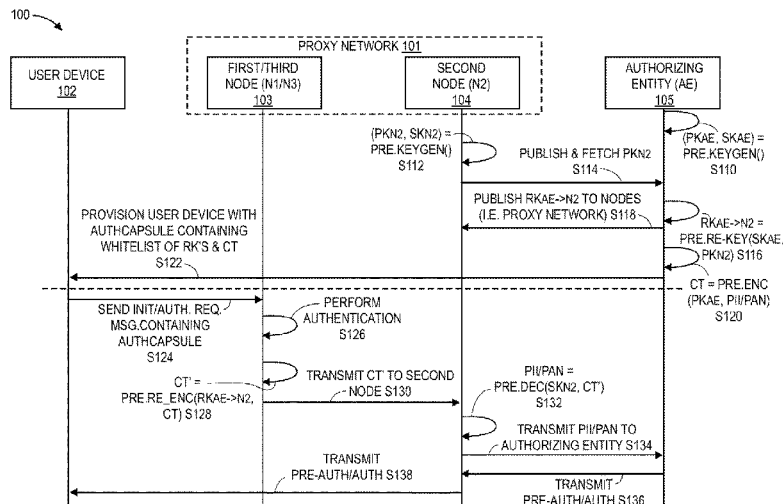 100
PROXY NETWORK 101
USER DEVICE
102
FIRST/THIRD
NODE (N1/N3)
103
SECOND
NODE (N2)
104
AUTHORIZING
ENTITY (AE)
105
(PKAE, SKAE) =
PRE.KEYGEN()
S110
(PKN2, SKN2) =
PRE.KEYGEN()
S112
PUBLISH & FETCH PKN2
S114
PUBLISH RKAE->N2 TO NODES
(I.E. PROXY NETWORK) S118
RKAE->N2 =
PRE.RE-KEY(SKAE,
PKN2) S116
PROVISION USER DEVICE WITH
AUTHCAPSULE CONTAINING
WHITELIST OF RK'S & CT
S122
CT = PRE.ENC
(PKAE, PII/PAN)
S120
SEND INIT/AUTH. REQ.
MSG.CONTAINING
AUTHCAPSULE
S124
PERFORM
AUTHENTICATION
S126
CT' =
PRE.RE_ENC(RKAE->N2,
CT) S128
TRANSMIT CT' TO SECOND
NODE S130
PII/PAN =
PRE.DEC(SKN2, CT')
S132
TRANSMIT PII/PAN TO
AUTHORIZING ENTITY S134
TRANSMIT
PRE-AUTH/AUTH S138
TRANSMIT
PRE-AUTH/AUTH S136